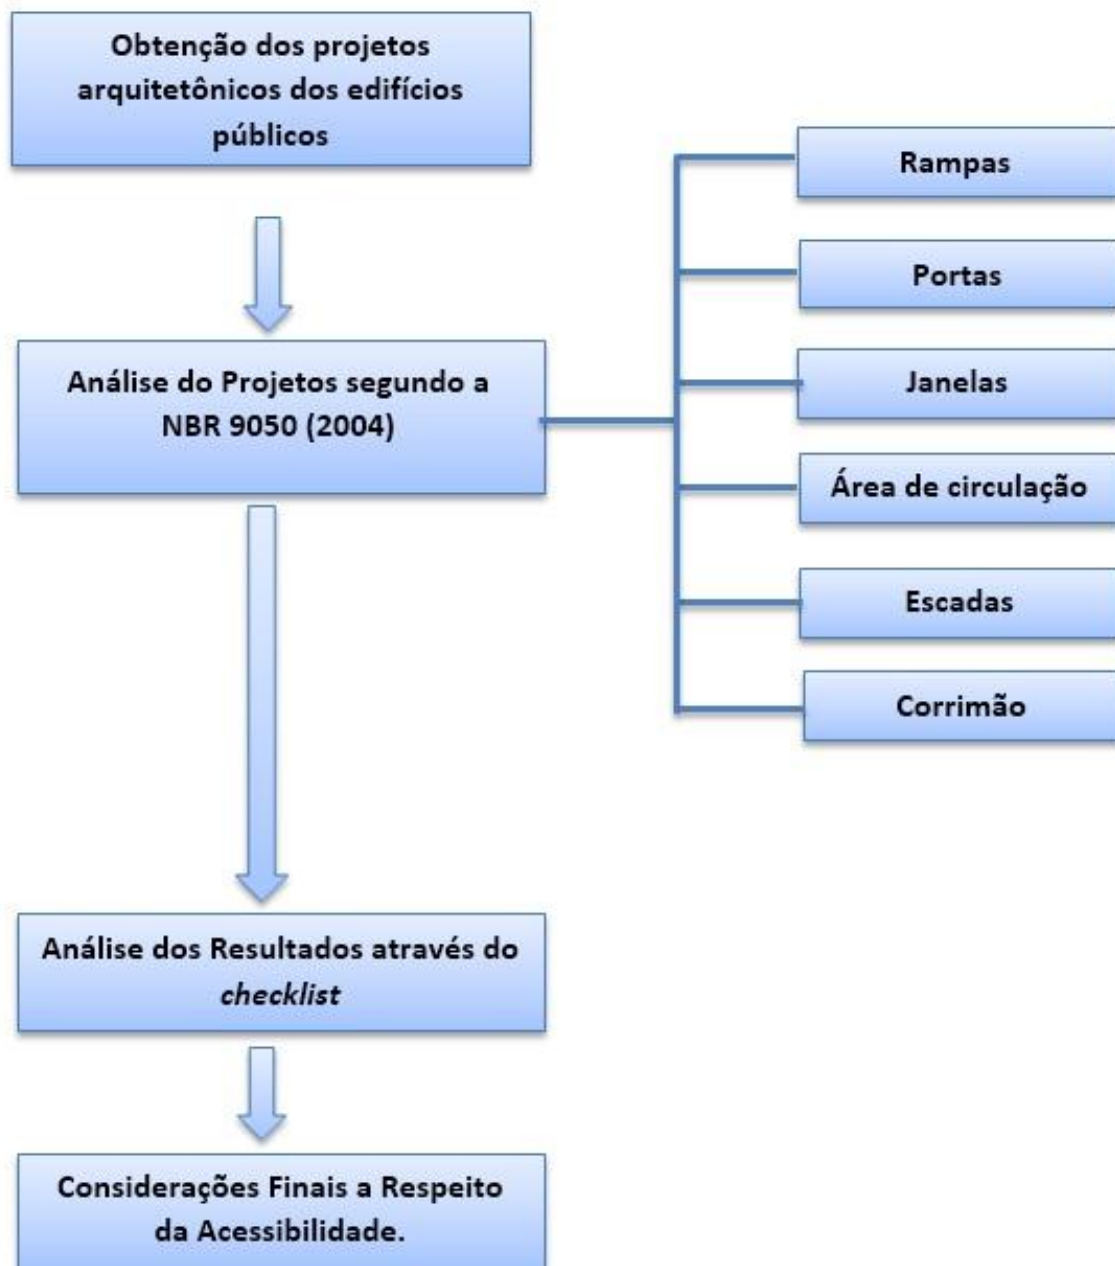 Obtenção dos projetos
arquitetônicos dos edifícios
públicos
Análise do Projetos segundo a
NBR 9050 (2004)
Rampas
Portas
Janelas
Área de circulação
Escadas
Corrimão
Análise dos Resultados através do
checklist
Considerações Finais a Respeito
da Acessibilidade.